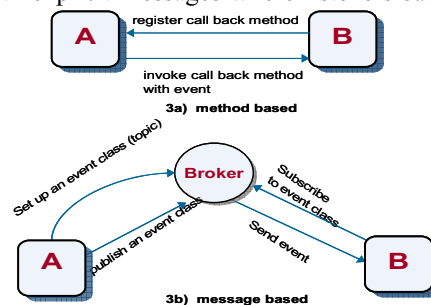 register call back method
A
B
invoke call back method
with event
3a) method based
Set up an event class (topic)
Broker
Subscribe
to event class
publish an event class
Send event
A
B
3b) message based